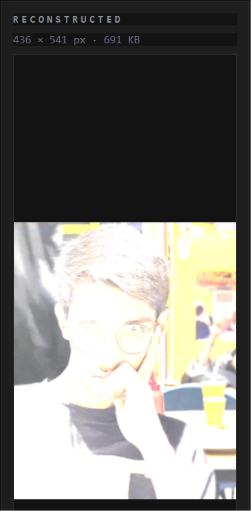 RECONSTRUCTED
436 × 541 px · 691 KB